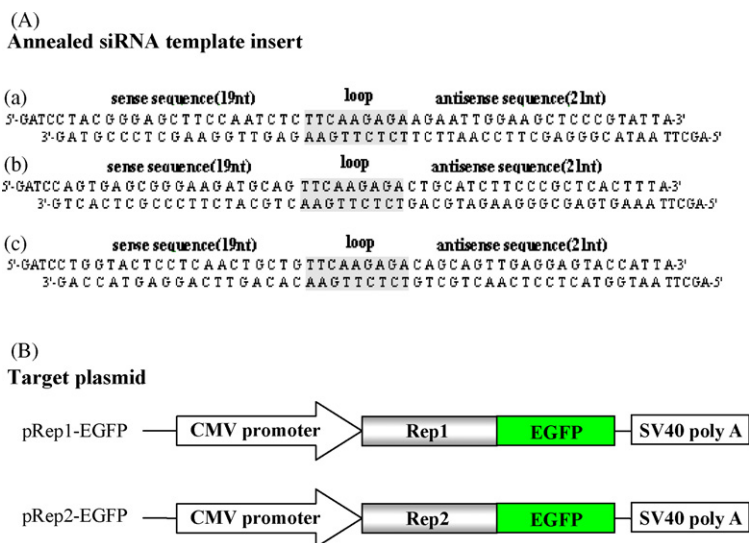 (A)
Annealed siRNA template insert
(a)
sense sequence(19nt) loop antisense sequence(21nt)
5'-GATCCTACGGGAGCTTCCAATCTCTTCAAGAGAAGAATTGGAAGCTCCCGTATTA-3'
3'-GATGCCCTCGAAGGTTGAGAAGTTCTCTTCTTAACCTTCGAGGGCATAATTCGA-5'
(b)
sense sequence(19nt) loop antisense sequence(21nt)
5'-GATCCAGTGAGCGGGAAGATGCAGTTCAAGAGACTGCATCTTCCCGCTCACTTTA-3'
3'-GTCACTCGCCCTTCTACGTCAAGTTCTCTGACGTAGAAGGGCGAGTGAAATTCGA-5'
(c)
sense sequence(19nt) loop antisense sequence(21nt)
5'-GATCCTGGTACTCCTCAACTGCTGTTCAAGAGACAGCAGTTGAGGAGTACCATTA-3'
3'-GACCATGAGGACTTGACACAAGTTCTCTGTCGTCAACTCCTCATGGTAATTCGA-5'
(B)
Target plasmid
pRep1-EGFP CMV promoter Rep1 EGFP SV40 poly A
pRep2-EGFP CMV promoter Rep2 EGFP SV40 poly A